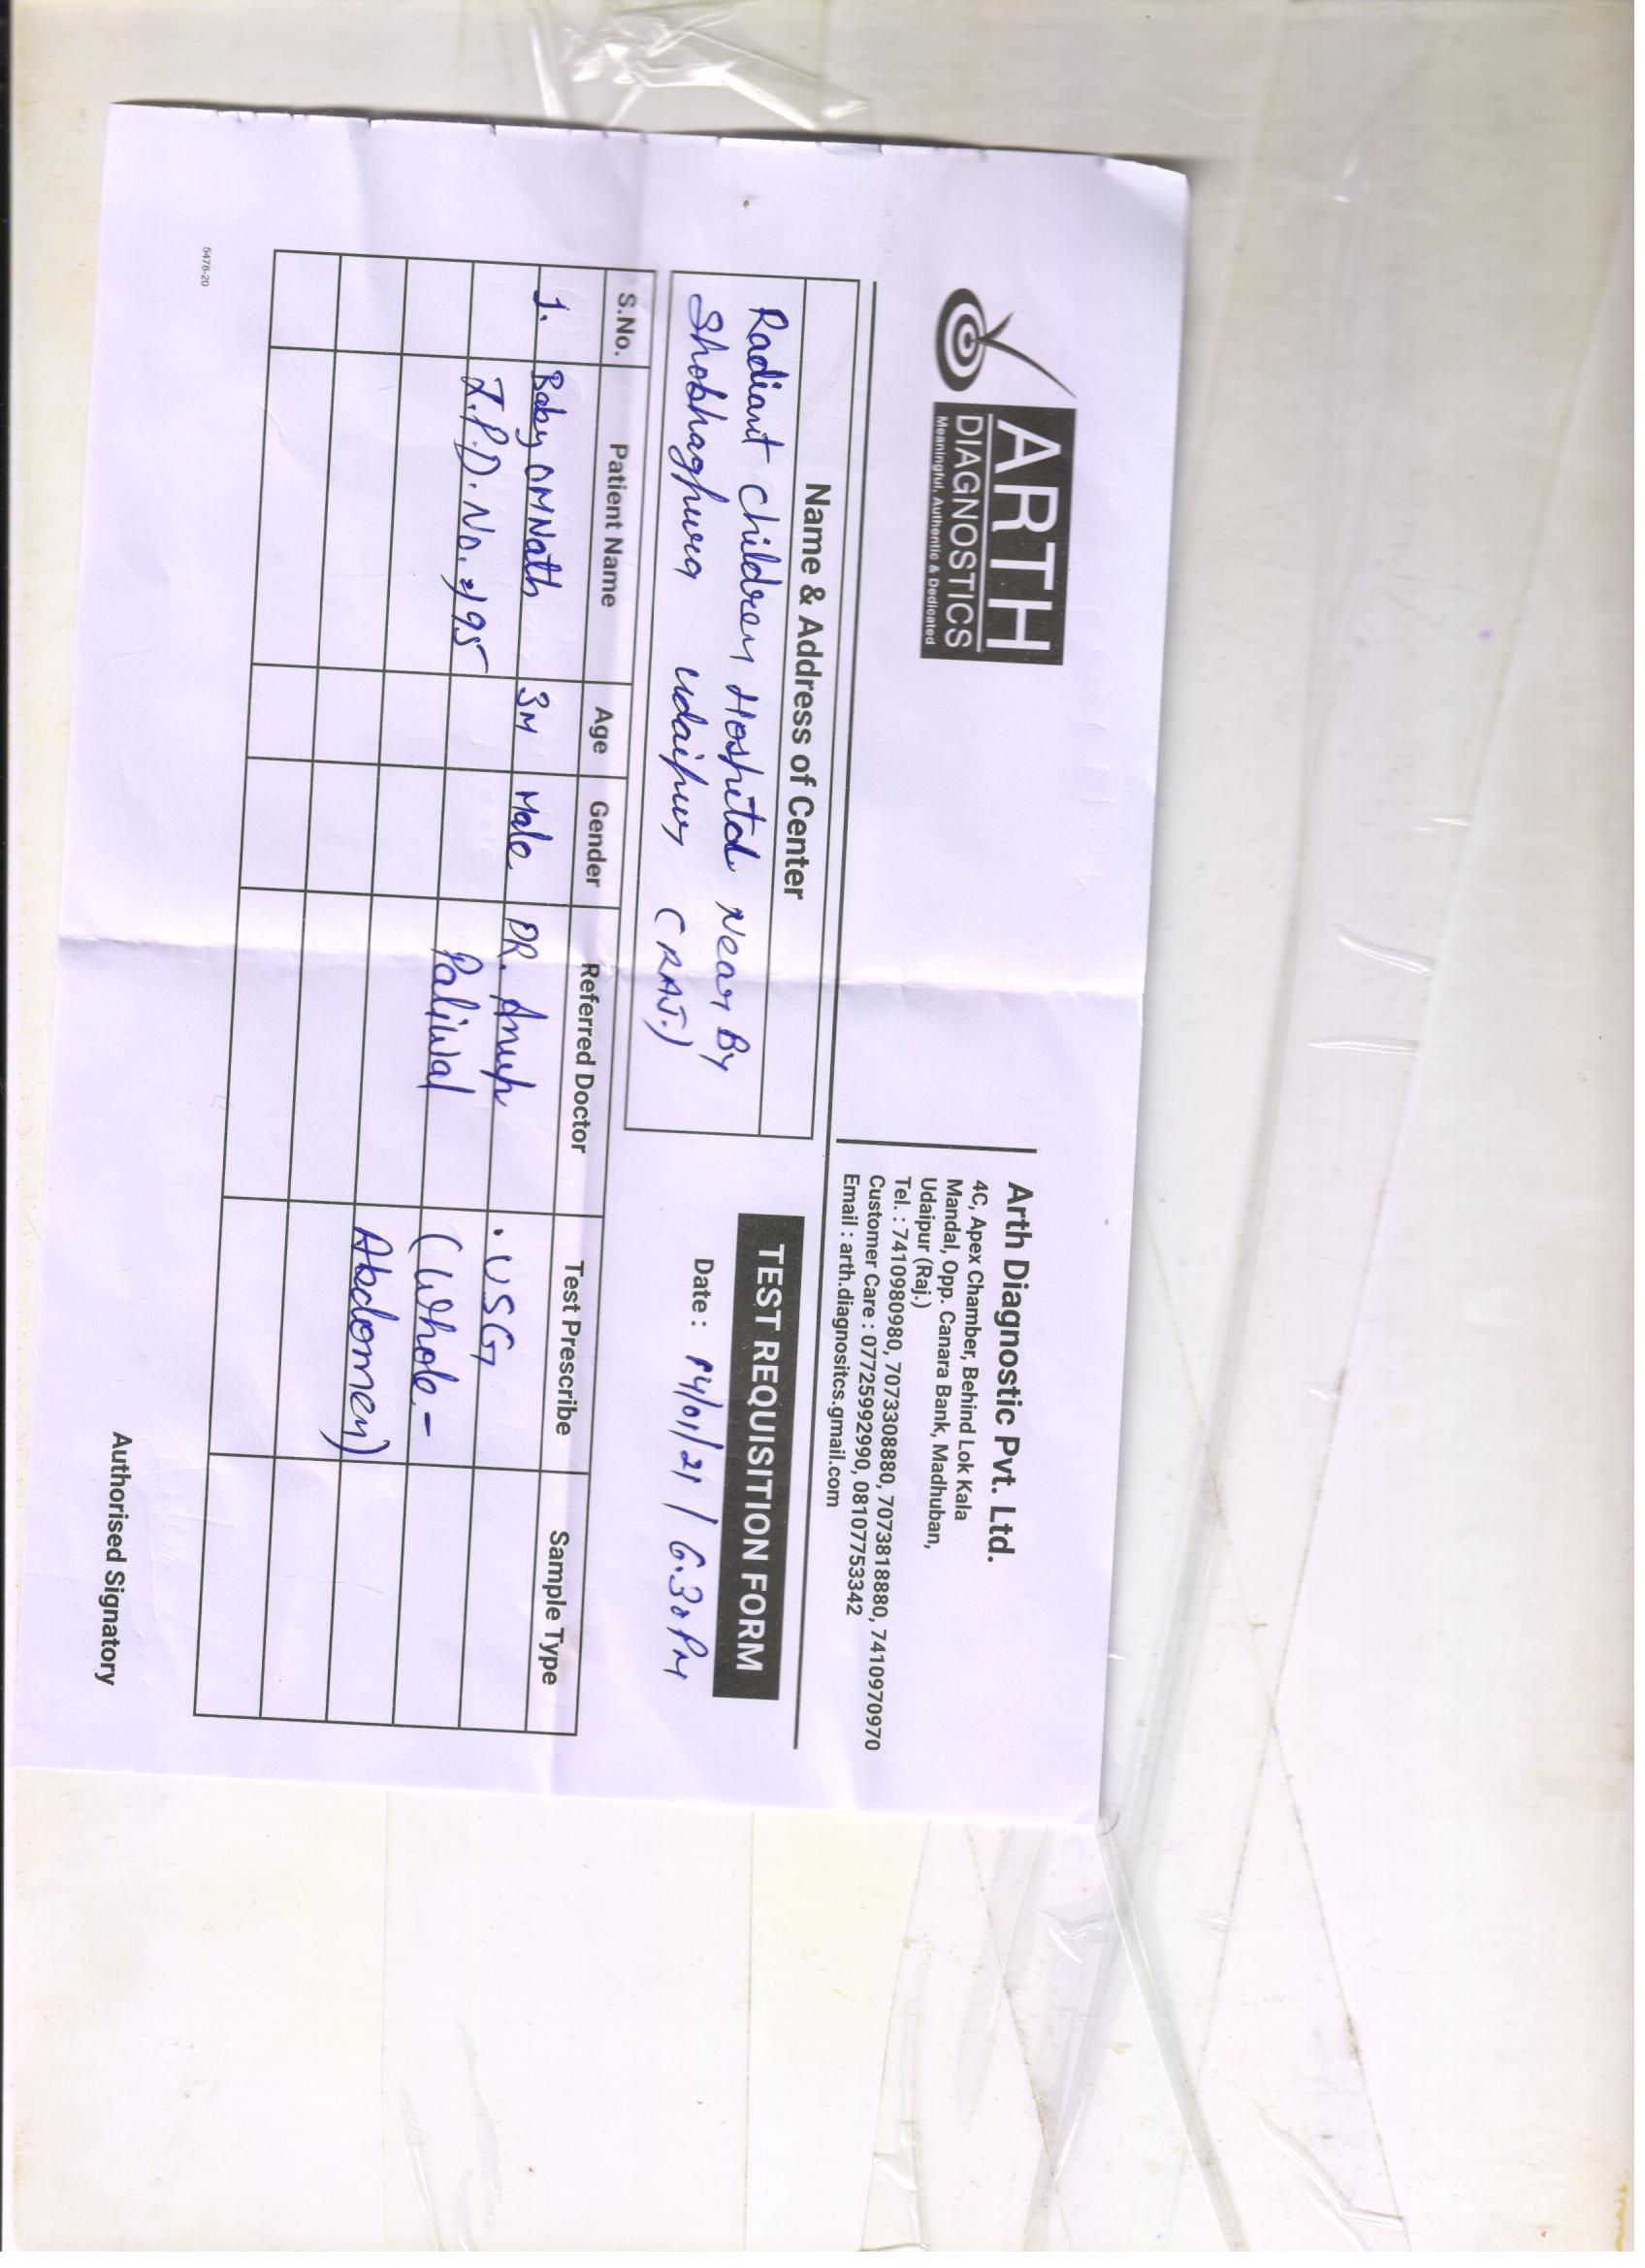 ARTH
DIAGNOSTICS
Meaningful, Authentic & Dedicated
Arth Diagnostic Pvt. Ltd.
4C, Apex Chamber, Behind Lok Kala
Mandal, Opp. Canara Bank, Madhuban,
Udaipur (Raj.)
Tel. : 7410980980, 7073308880, 7073818880, 7410970970
Customer Care : 07725992990, 08107753342
Email : arth.diagnositcs.gmail.com
Name & Address of Center
Radiant Children Hospital Near By
Shobhaghura Udaipur (RAJ.)
TEST REQUISITION FORM
Date : 14/01/21 / 6.30 PM
S.No. Patient Name Age Gender Referred Doctor Test Prescribe Sample Type
1. Baby OMNath 3M Male DR. Anup . USG
I.P.D. No. 195 Paliwal (Whole-
Abdomen)
5478-20
Authorised Signatory